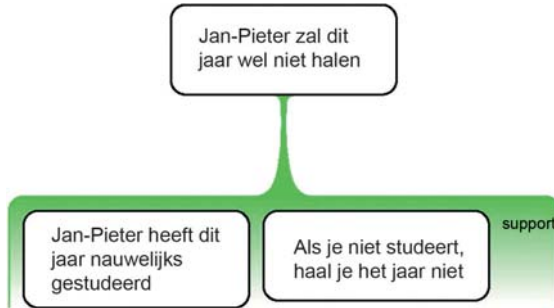 Jan-Pieter zal dit
jaar wel niet halen
support
Jan-Pieter heeft dit
jaar nauwelijks
gestudeerd
Als je niet studeert,
haal je het jaar niet